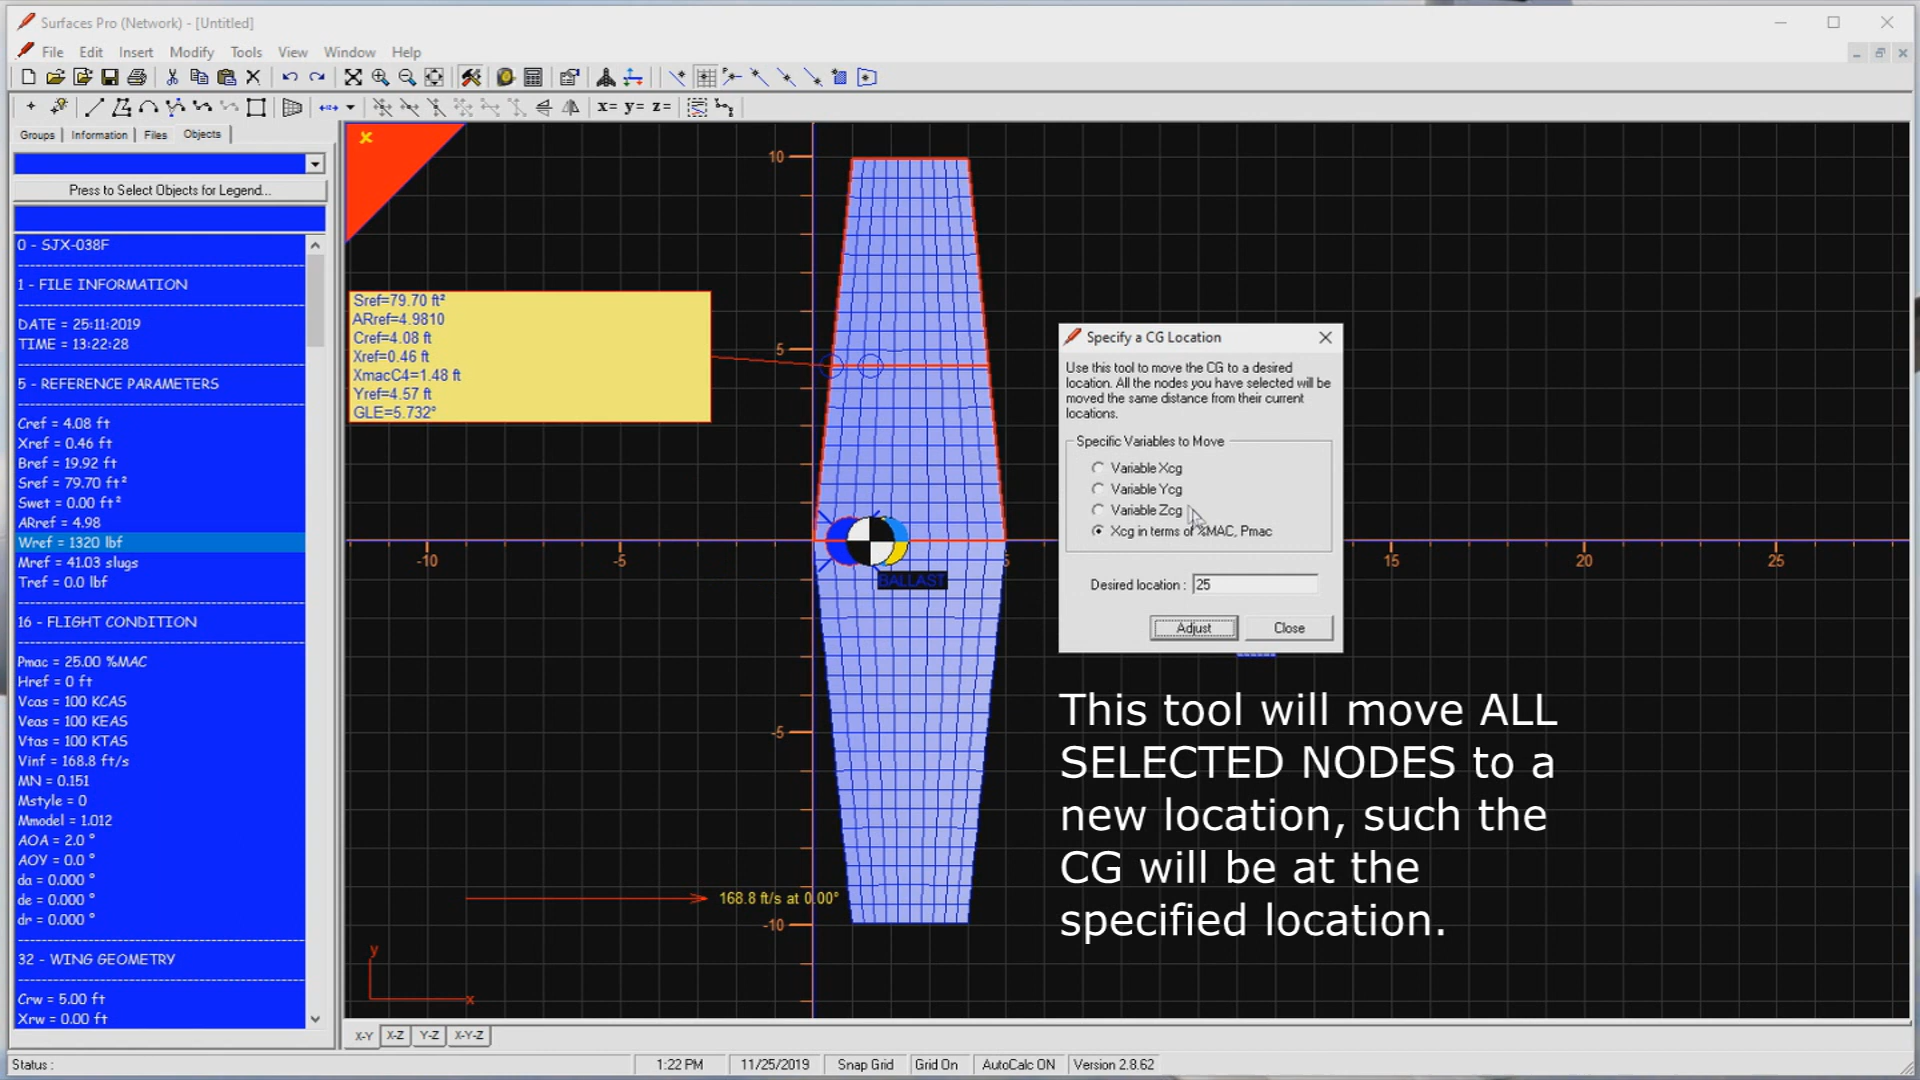 Surfaces Pro (Network) - [Untitled]
File Edit Insert Modify Tools View Window Help
x= y= z=
Groups Information Files Objects
Press to Select Objects for Legend...
0 - SJX-038F
1 - FILE INFORMATION
DATE = 25:11:2019
TIME = 13:22:28
5 - REFERENCE PARAMETERS
Cref = 4.08 ft
Xref = 0.46 ft
Bref = 19.92 ft
Sref = 79.70 ft²
Swet = 0.00 ft²
ARref = 4.98
Wref = 1320 lbf
Mref = 41.03 slugs
Tref = 0.0 lbf
16 - FLIGHT CONDITION
Pmac = 25.00 %MAC
Href = 0 ft
Vcas = 100 KCAS
Veas = 100 KEAS
Vtas = 100 KTAS
Vinf = 168.8 ft/s
MN = 0.151
Mstyle = 0
Mmodel = 1.012
AOA = 2.0 °
AOY = 0.0 °
da = 0.000 °
de = 0.000 °
dr = 0.000 °
32 - WING GEOMETRY
Crw = 5.00 ft
Xrw = 0.00 ft
x
Sref=79.70 ft²
ARref=4.9810
Cref=4.08 ft
Xref=0.46 ft
XmacC4=1.48 ft
Yref=4.57 ft
GLE=5.732°
10
5
-10 -5 5 15 20 25
-5
-10
BALLAST
168.8 ft/s at 0.00°
y
x
Specify a CG Location
Use this tool to move the CG to a desired
location. All the nodes you have selected will be
moved the same distance from their current
locations.
Specific Variables to Move
Variable Xcg
Variable Ycg
Variable Zcg
Xcg in terms of %MAC, Pmac
Desired location : 25
Adjust Close
This tool will move ALL
SELECTED NODES to a
new location, such the
CG will be at the
specified location.
X-Y X-Z Y-Z X-Y-Z
Status : 1:22 PM 11/25/2019 Snap Grid Grid On AutoCalc ON Version 2.8.62